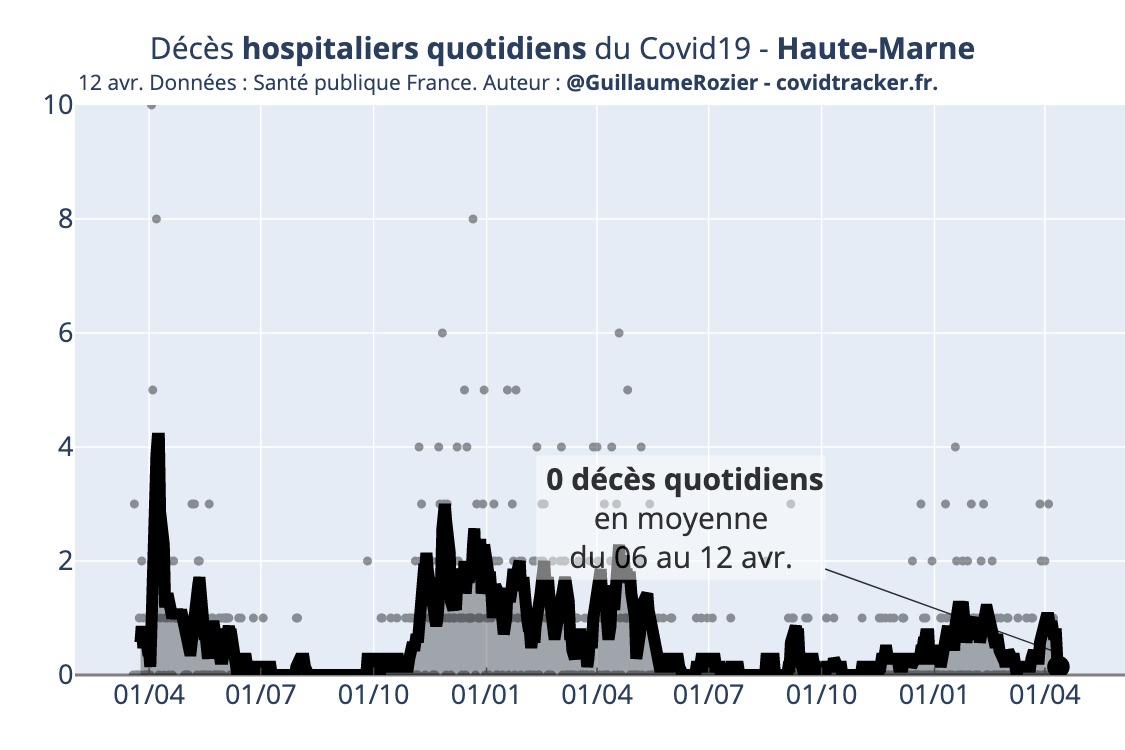 Décès hospitaliers quotidiens du Covid19 - Haute-Marne
12 avr. Données : Santé publique France. Auteur : @GuillaumeRozier - covidtracker.fr.
10
8
6
4
2
0
0 décès quotidiens
en moyenne
du 06 au 12 avr.
01/04 01/07 01/10 01/01 01/04 01/07 01/10 01/01 01/04